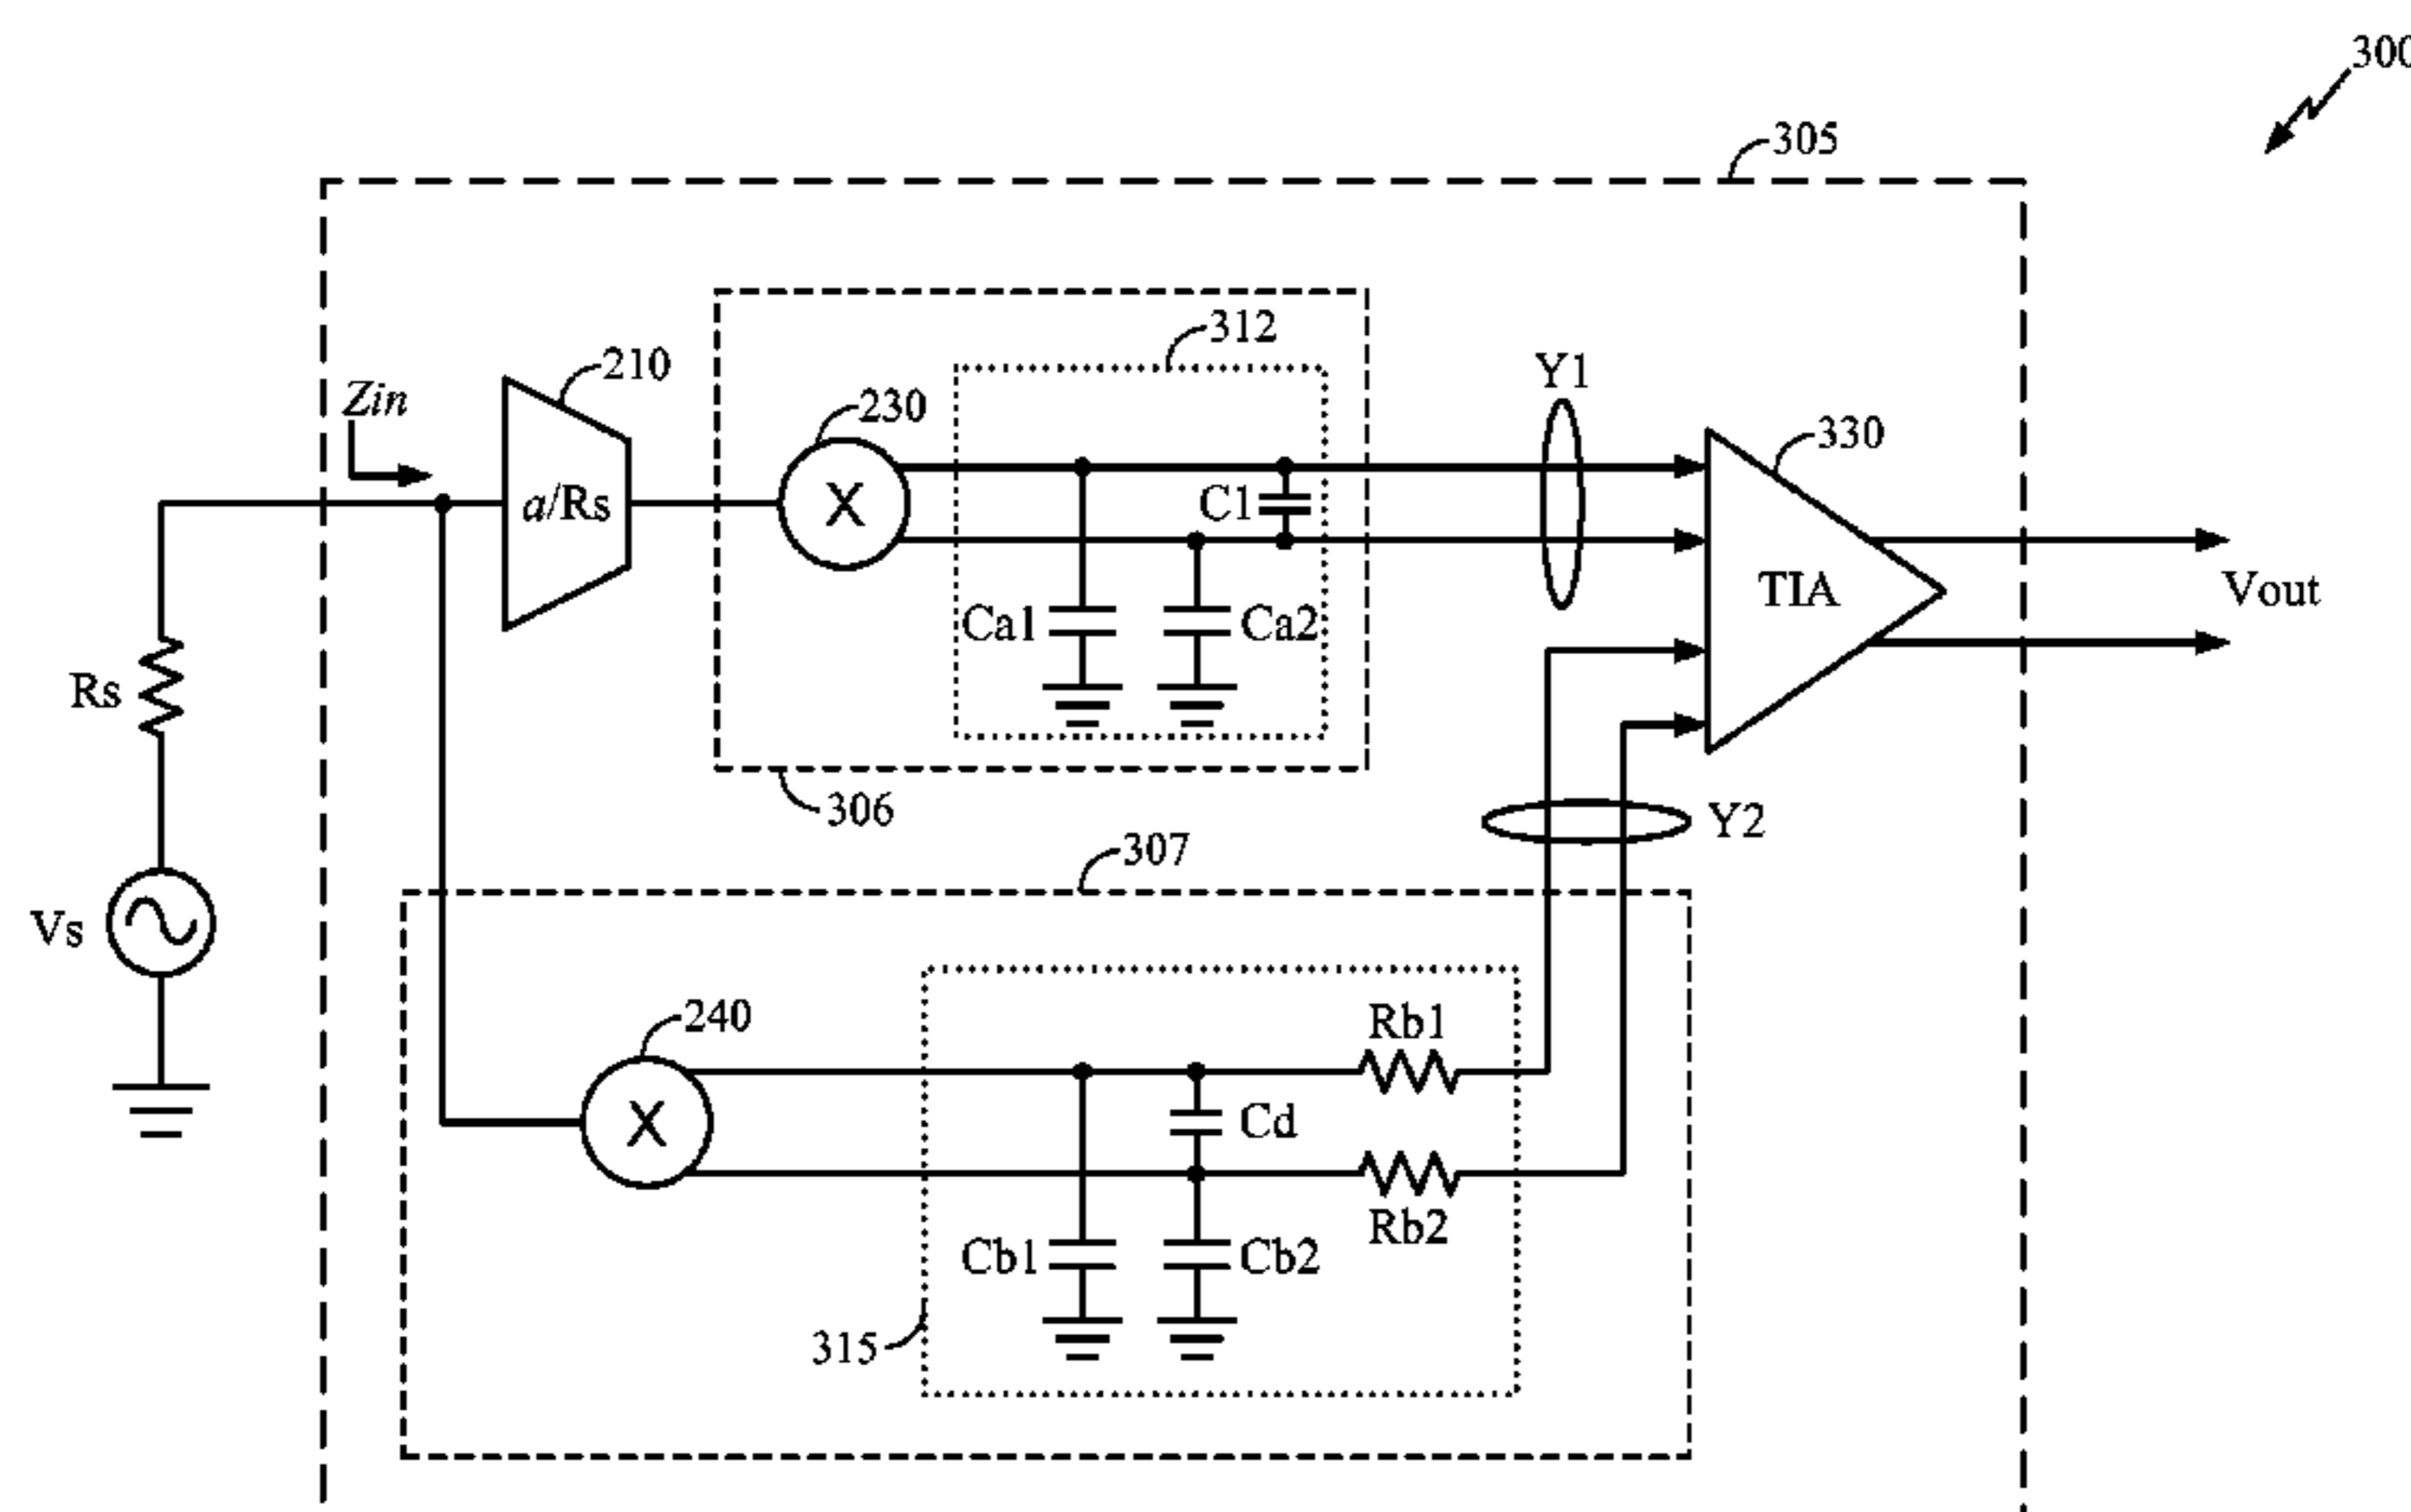 300
305
312
210
Zin
230
Y1
330
a/Rs
X
C1
TIA
Vout
Ca1
Ca2
Rs
306
Y2
307
Vs
240
Rb1
X
Cd
Rb2
Cb1
Cb2
315